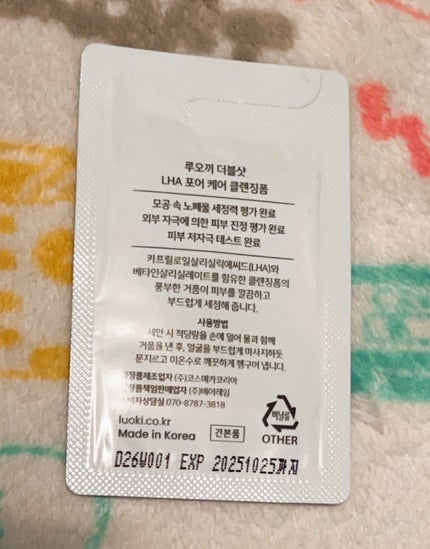 루오끼 더블샷
LHA 포어 케어 클렌징폼
모공 속 노폐물 세정력 평가 완료
외부 자극에 의한 피부 진정 평가 완료
피부 저자극 테스트 완료
카프릴로일살리실릭애씨드(LHA)와
베타인살리실레이트를 함유한 클렌징폼의
풍부한 거품이 피부를 깔끔하고
부드럽게 세정해 줍니다.
사용방법
세안 시 적당량을 손에 덜어 물과 함께
거품을 낸 후, 얼굴을 부드럽게 마사지하듯
문지르고 미온수로 깨끗하게 헹구어 냅니다.
화장품제조업자 (주)코스메카코리아
화장품책임판매업자 (주)베어레임
소비자상담실 070-8787-3818
luoki.co.kr
Made in Korea
견본품
비닐류
OTHER
D26W001 EXP 20251025까지